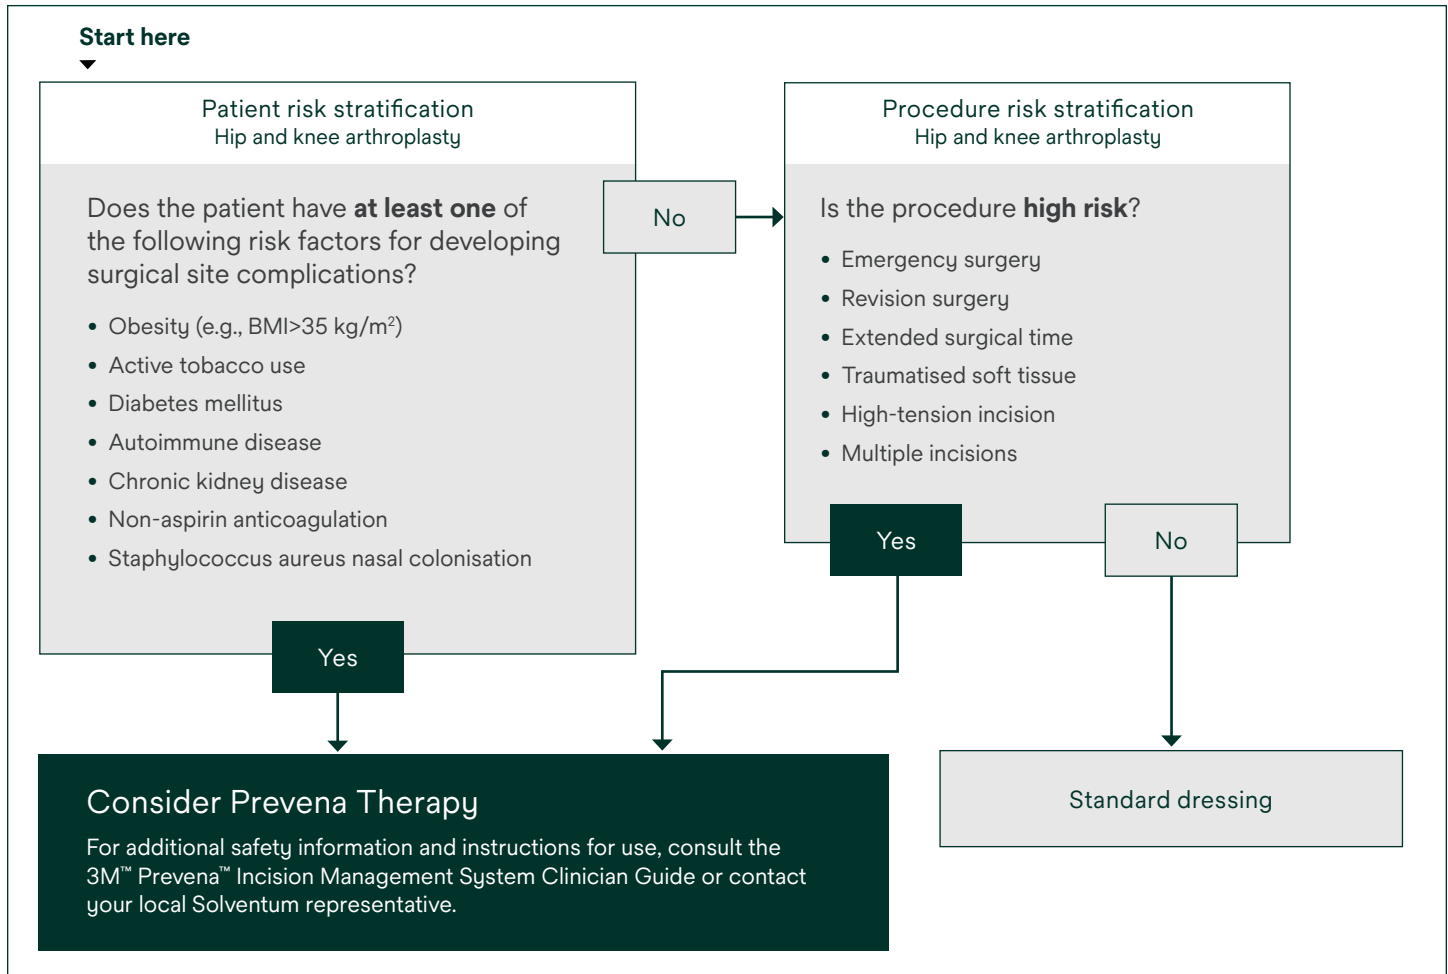 Start here
Patient risk stratification
Hip and knee arthroplasty
Does the patient have at least one of
the following risk factors for developing
surgical site complications?
• Obesity (e.g., BMI>35 kg/m²)
• Active tobacco use
• Diabetes mellitus
• Autoimmune disease
• Chronic kidney disease
• Non-aspirin anticoagulation
• Staphylococcus aureus nasal colonisation
Yes
No
Procedure risk stratification
Hip and knee arthroplasty
Is the procedure high risk?
• Emergency surgery
• Revision surgery
• Extended surgical time
• Traumatised soft tissue
• High-tension incision
• Multiple incisions
Yes
No
Consider Prevena Therapy
For additional safety information and instructions for use, consult the
3M™ Prevena™ Incision Management System Clinician Guide or contact
your local Solventum representative.
Standard dressing